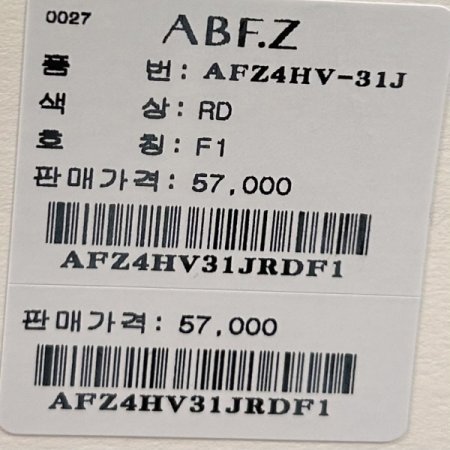 0027
ABF.Z
품 번: AFZ4HV-31J
색 상: RD
호 칭: F1
판매가격: 57,000
AFZ4HV31JRDF1
판매가격: 57,000
AFZ4HV31JRDF1